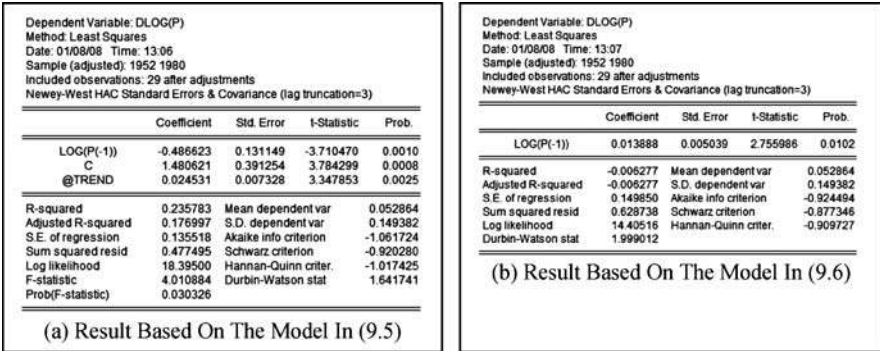 Dependent Variable: DLOG(P)
Method: Least Squares
Date: 01/08/08 Time: 13:06
Sample (adjusted): 1952 1980
Included observations: 29 after adjustments
Newey-West HAC Standard Errors & Covariance (lag truncation=3)
Coefficient Std. Error t-Statistic Prob.
LOG(P(-1)) -0.486623 0.131149 -3.710470 0.0010
C 1.480621 0.391254 3.784299 0.0008
@TREND 0.024531 0.007328 3.347853 0.0025
R-squared 0.235783 Mean dependent var 0.052864
Adjusted R-squared 0.176997 S.D. dependent var 0.149382
S.E. of regression 0.135518 Akaike info criterion -1.061724
Sum squared resid 0.477495 Schwarz criterion -0.920280
Log likelihood 18.39500 Hannan-Quinn criter. -1.017425
F-statistic 4.010884 Durbin-Watson stat 1.641741
Prob(F-statistic) 0.030326
(a) Result Based On The Model In (9.5)
Dependent Variable: DLOG(P)
Method: Least Squares
Date: 01/08/08 Time: 13:07
Sample (adjusted): 1952 1980
Included observations: 29 after adjustments
Newey-West HAC Standard Errors & Covariance (lag truncation=3)
Coefficient Std. Error t-Statistic Prob.
LOG(P(-1)) 0.013888 0.005039 2.755986 0.0102
R-squared -0.006277 Mean dependent var 0.052864
Adjusted R-squared -0.006277 S.D. dependent var 0.149382
S.E. of regression 0.149850 Akaike info criterion -0.924494
Sum squared resid 0.628738 Schwarz criterion -0.877346
Log likelihood 14.40516 Hannan-Quinn criter. -0.909727
Durbin-Watson stat 1.999012
(b) Result Based On The Model In (9.6)